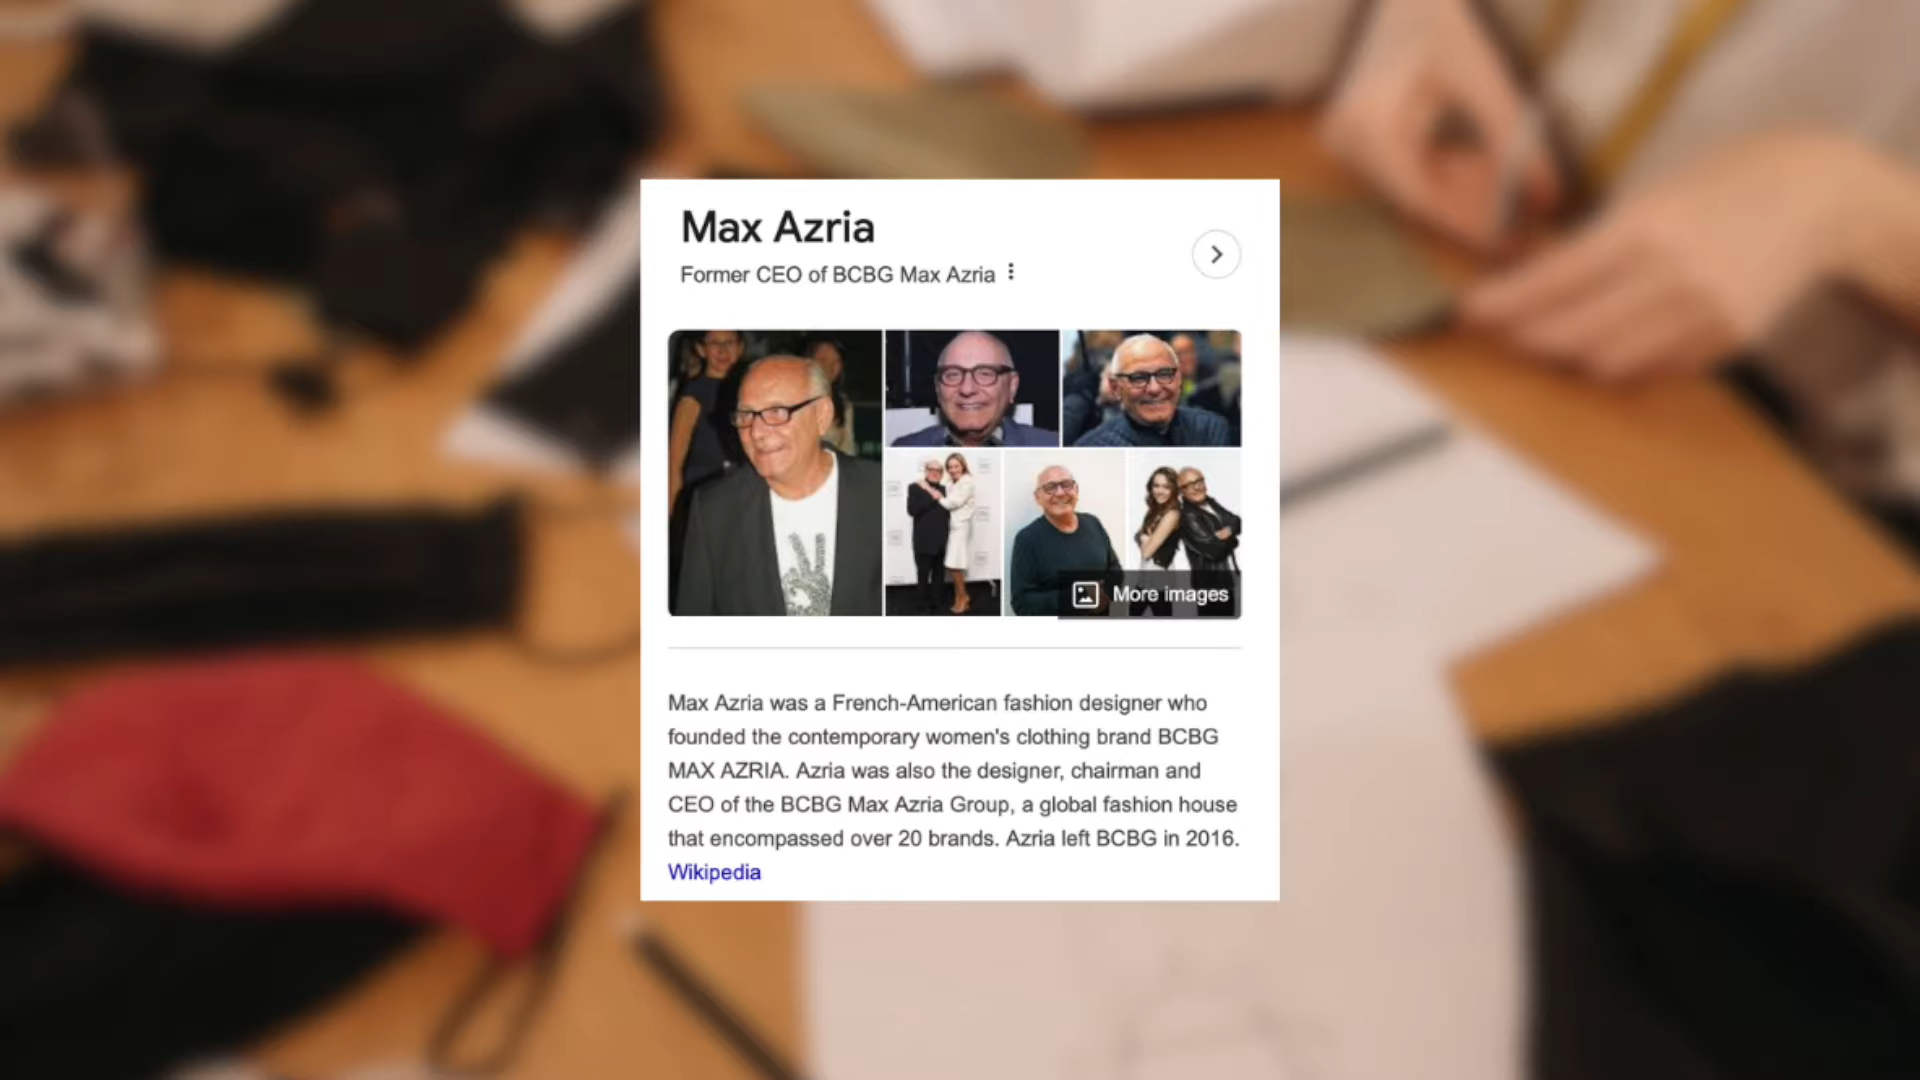 Max Azria
Former CEO of BCBG Max Azria
More images
Max Azria was a French-American fashion designer who
founded the contemporary women's clothing brand BCBG
MAX AZRIA. Azria was also the designer, chairman and
CEO of the BCBG Max Azria Group, a global fashion house
that encompassed over 20 brands. Azria left BCBG in 2016.
Wikipedia